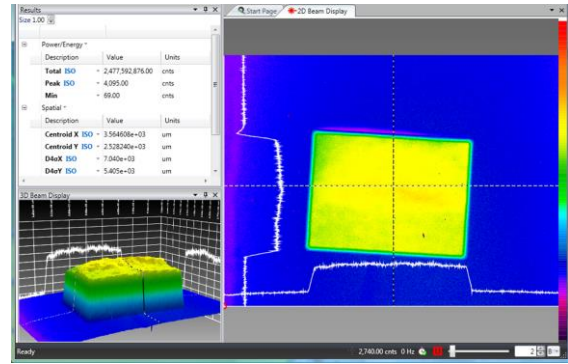 Results
Size 1.00
Power/Energy
Description Value Units
Total ISO 2,477,592,876.00 cnts
Peak ISO 4,095.00 cnts
Min 69.00 cnts
Spatial
Description Value Units
Centroid X ISO 3.564608e+03 um
Centroid Y ISO 2.528240e+03 um
D4σX ISO 7.040e+03 um
D4σY ISO 5.405e+03 um
3D Beam Display
Start Page 2D Beam Display
Ready 2,740.00 cnts 0 Hz 2